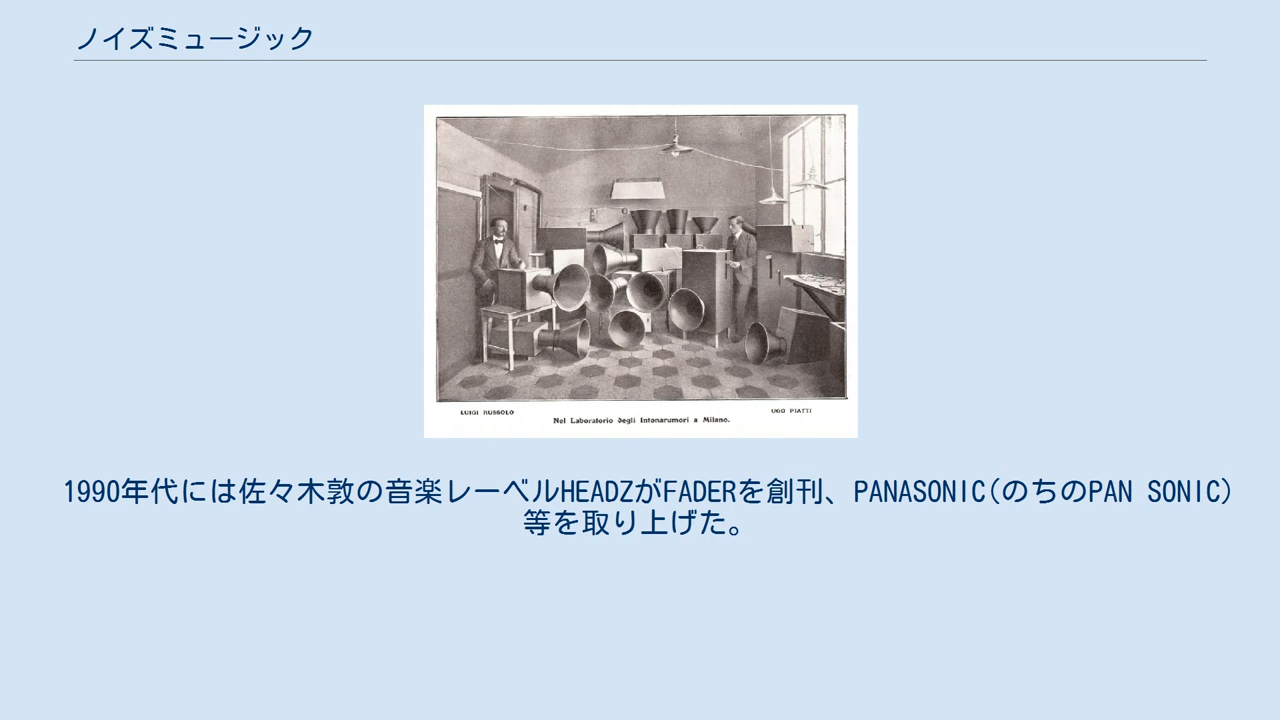 ノイズミュージック
LUIGI RUSSOLO
UGO PIATTI
Nel Laboratorio degli Intonarumori a Milano.
1990年代には佐々木敦の音楽レーベルHEADZがFADERを創刊、PANASONIC(のちのPAN SONIC)
等を取り上げた。